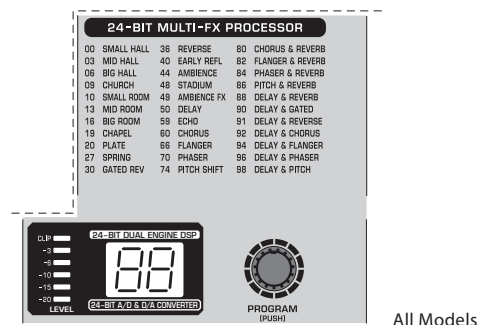 24-BIT MULTI-FX PROCESSOR
00 SMALL HALL 36 REVERSE 80 CHORUS & REVERB
03 MID HALL 40 EARLY REFL 82 FLANGER & REVERB
06 BIG HALL 44 AMBIENCE 84 PHASER & REVERB
09 CHURCH 48 STADIUM 86 PITCH & REVERB
10 SMALL ROOM 49 AMBIENCE FX 88 DELAY & REVERB
13 MID ROOM 50 DELAY 90 DELAY & GATED
16 BIG ROOM 59 ECHO 91 DELAY & REVERSE
19 CHAPEL 60 CHORUS 92 DELAY & CHORUS
20 PLATE 66 FLANGER 94 DELAY & FLANGER
27 SPRING 70 PHASER 96 DELAY & PHASER
30 GATED REV 74 PITCH SHIFT 98 DELAY & PITCH
CLIP
-3
-6
-10
-15
-20
LEVEL
24-BIT DUAL ENGINE DSP
88
24-BIT A/D & D/A CONVERTER
PROGRAM
(PUSH)
All Models